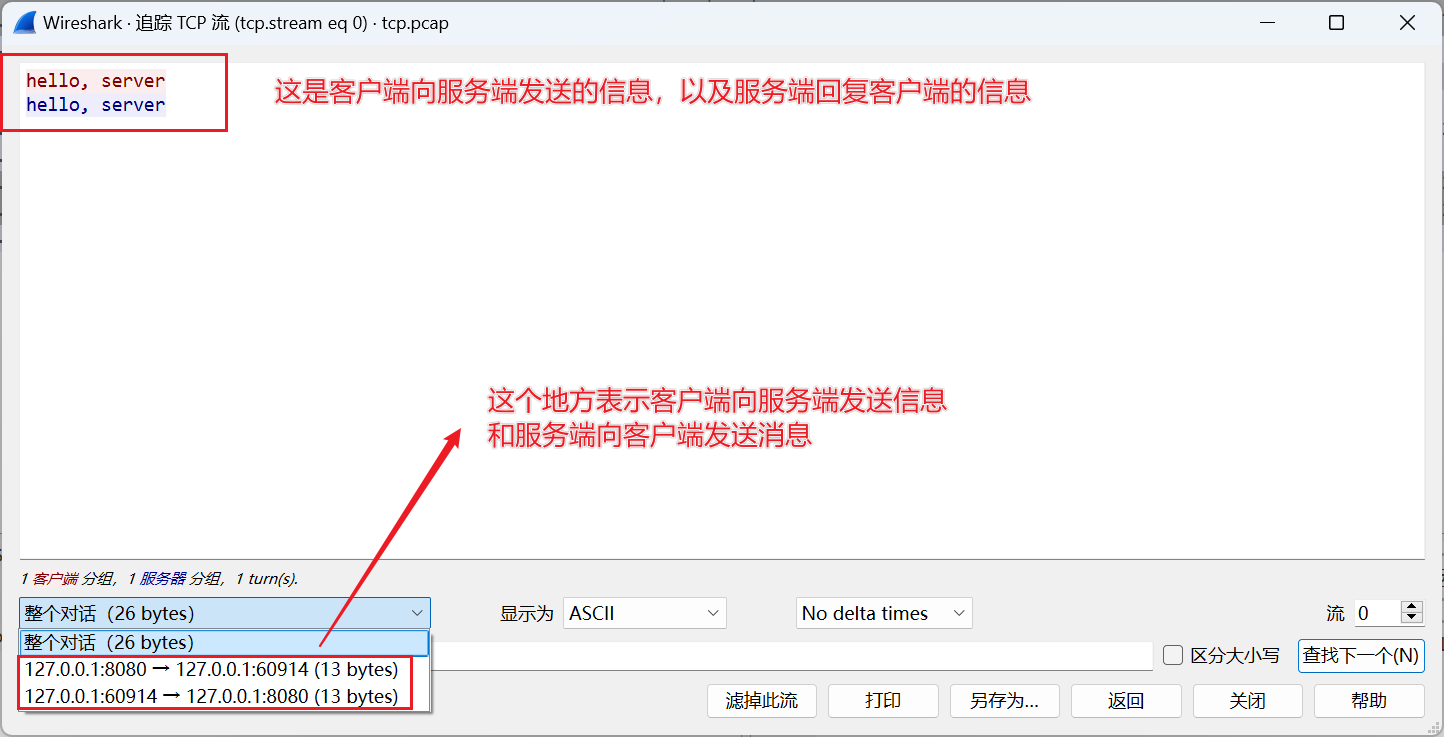 Wireshark · 追踪 TCP 流 (tcp.stream eq 0) · tcp.pcap
hello, server
hello, server
这是客户端向服务端发送的信息，以及服务端回复客户端的信息
这个地方表示客户端向服务端发送信息
和服务端向客户端发送消息
1 客户端 分组，1 服务器 分组，1 turn(s).
整个对话（26 bytes） 显示为 ASCII No delta times 流 0
整个对话（26 bytes）
127.0.0.1:8080 → 127.0.0.1:60914 (13 bytes) 区分大小写 查找下一个(N)
127.0.0.1:60914 → 127.0.0.1:8080 (13 bytes)
滤掉此流 打印 另存为... 返回 关闭 帮助